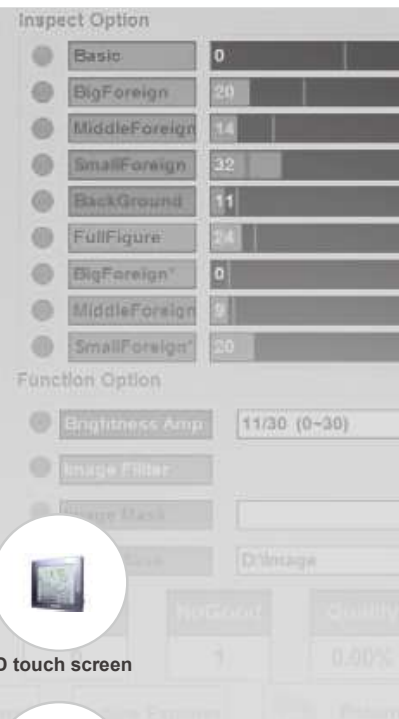 Inspect Option
Basic 0
BigForeign 20
MiddleForeign 14
SmallForeign 32
BackGround 11
FullFigure 24
BigForeign* 0
MiddleForeign 9
SmallForeign* 20
Function Option
Brightness Amp 11/30 (0~30)
Image Filter
Image Mask
D:\Image
NoGood Quality
1 0.00%
D touch screen